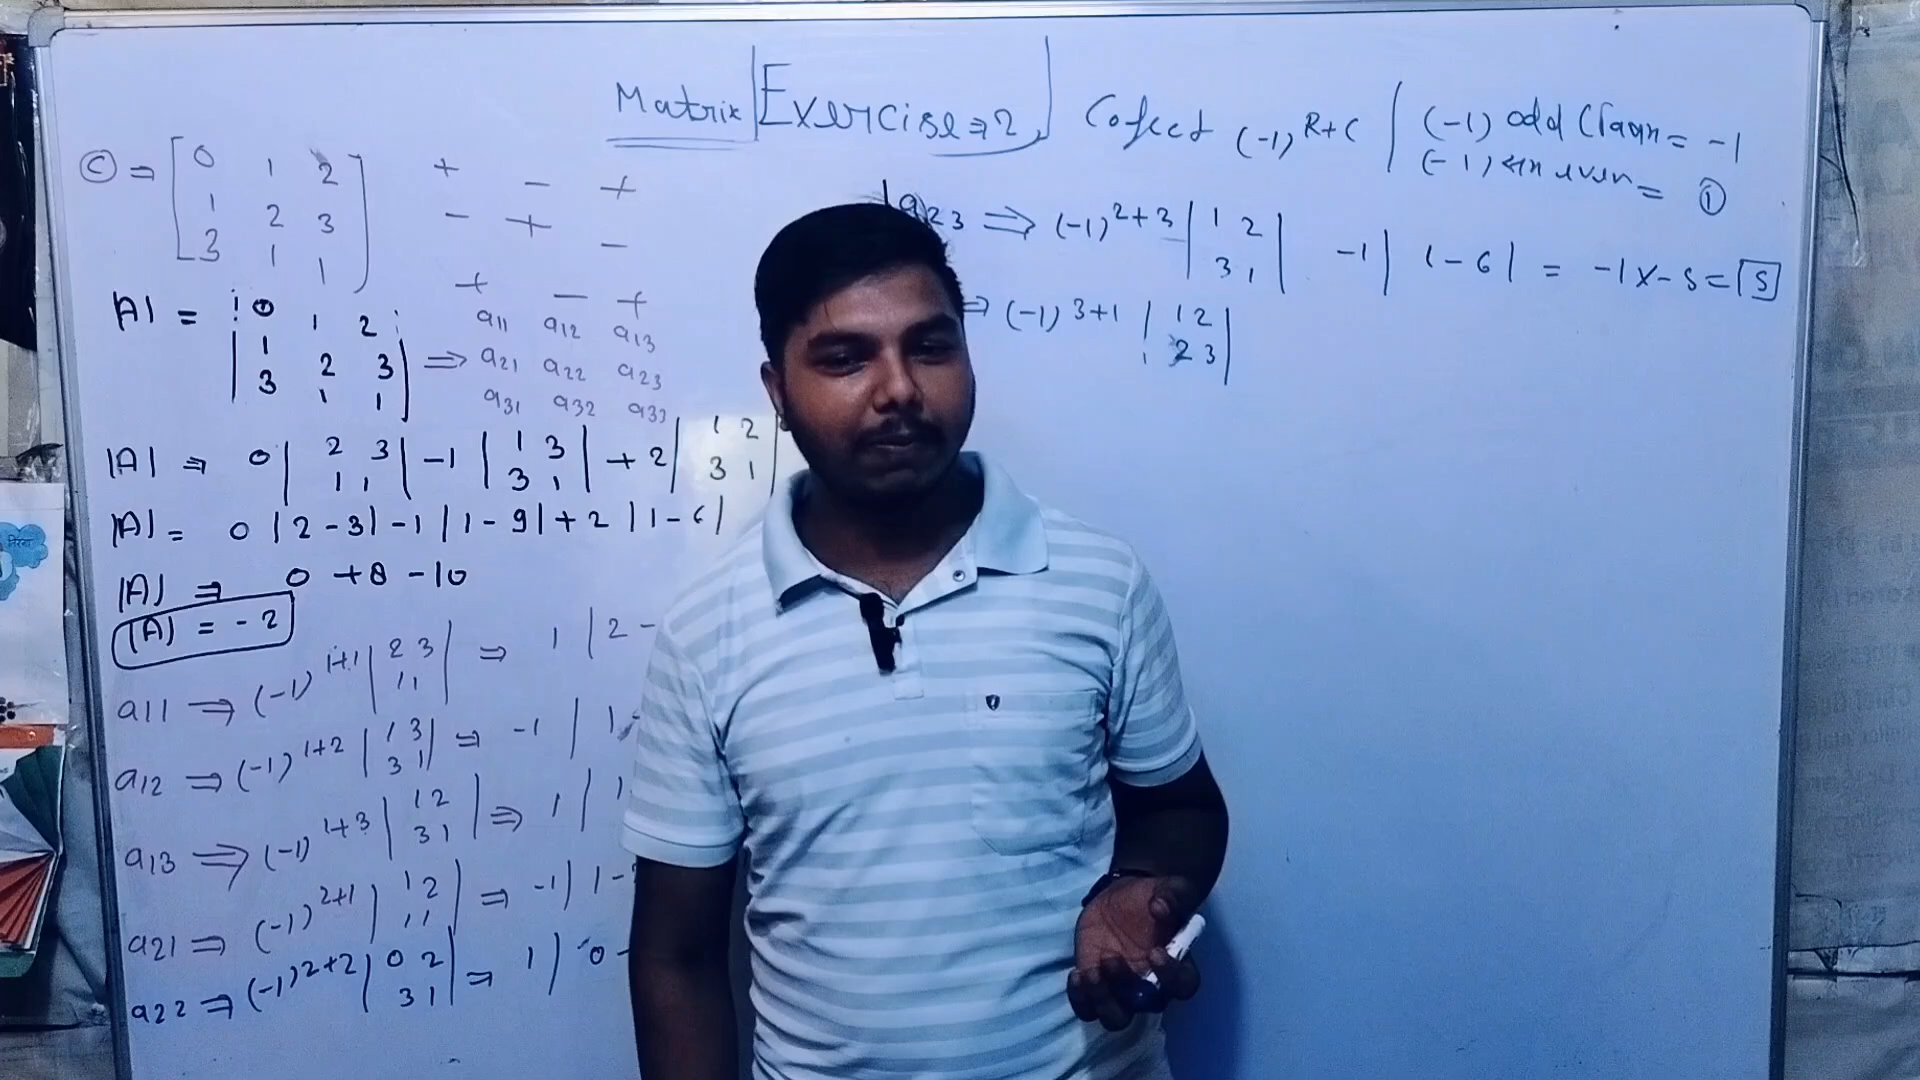 Matrix Exercise ⇒ 2
Cofect (-1)^R+C
(-1) odd = -1
(-1) even = 1
C ⇒ [ 0 1 2
1 2 3
3 1 1 ]
+ - +
- + -
+ - +
|A| = | 0 1 2 |
| 1 2 3 |
| 3 1 1 |
⇒ a11 a12 a13
a21 a22 a23
a31 a32 a33
|A| ⇒ 0 | 2 3 | - 1 | 1 3 | + 2 | 1 2 |
| 1 1 | | 3 1 | | 3 1 |
|A| = 0 |2 - 3| - 1 |1 - 9| + 2 |1 - 6|
|A| ⇒ 0 + 8 - 10
|A| = - 2
a11 ⇒ (-1)^1+1 | 2 3 | ⇒ 1 | 2 -
| 1 1 |
a12 ⇒ (-1)^1+2 | 1 3 | ⇒ -1 | 1 -
| 3 1 |
a13 ⇒ (-1)^1+3 | 1 2 | ⇒ 1 | 1
| 3 1 |
a21 ⇒ (-1)^2+1 | 1 2 | ⇒ -1 | 1 -
| 1 1 |
a22 ⇒ (-1)^2+2 | 0 2 | ⇒ 1 | 0 -
| 3 1 |
a23 ⇒ (-1)^2+3 | 1 2 | -1 | 1 - 6 | = -1 x - 5 = 5
| 3 1 |
⇒ (-1)^3+1 | 1 2 |
| 2 3 |